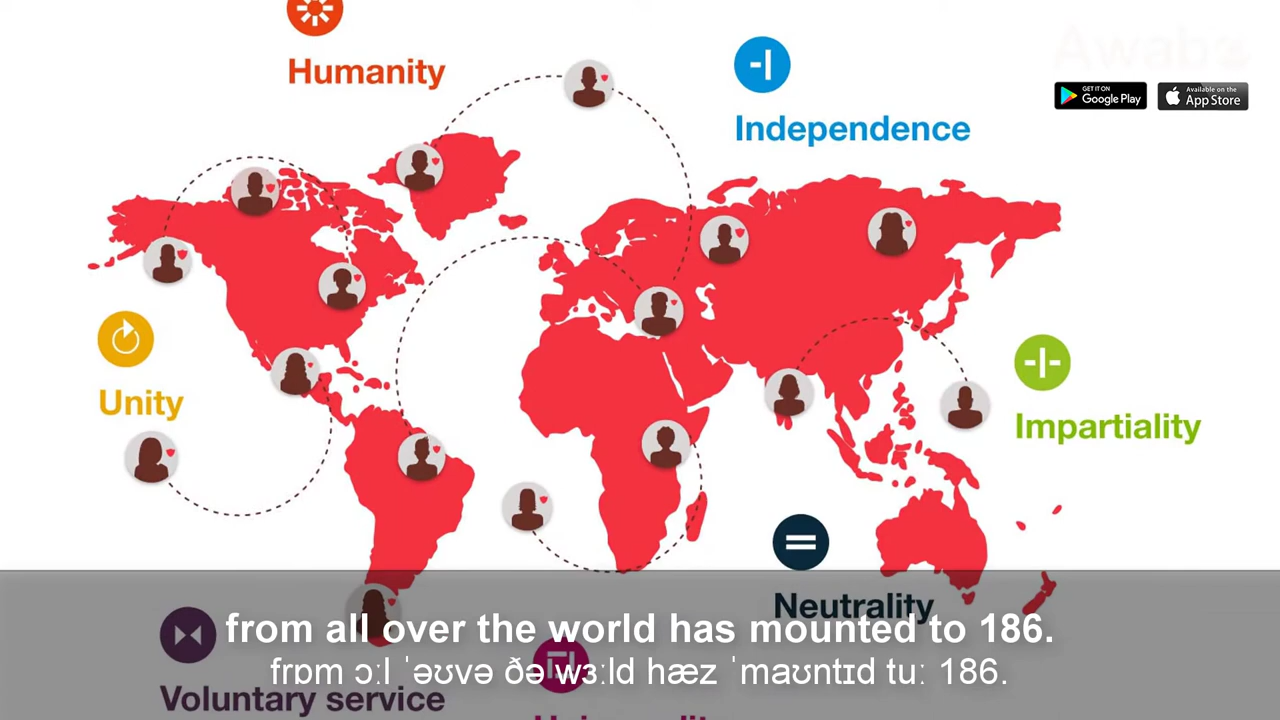 Humanity
Independence
Awabe
GET IT ON
Google Play
Available on the
App Store
Unity
Impartiality
Neutrality
from all over the world has mounted to 186.
frɒm ɔːl ˈəʊvə ðə wɜːld hæz ˈmaʊntɪd tuː 186.
Voluntary service